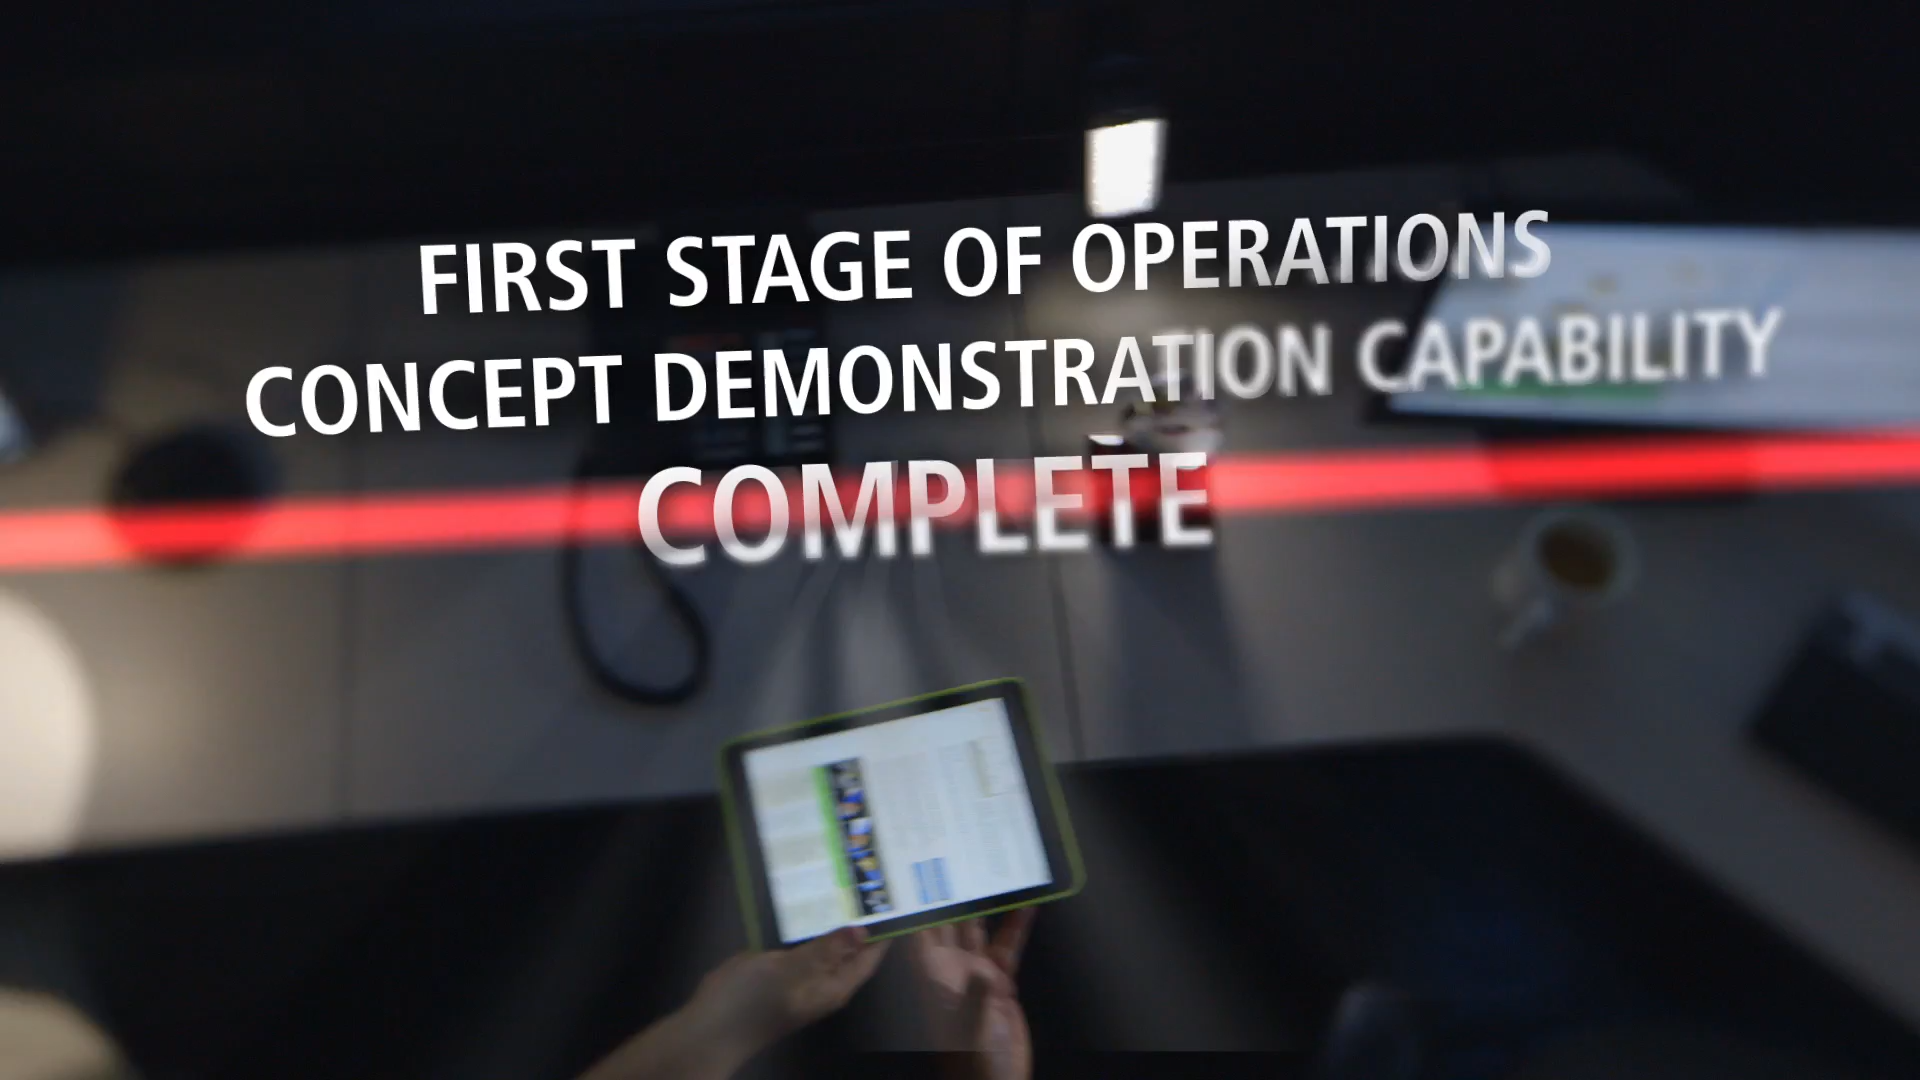 FIRST STAGE OF OPERATIONS
CONCEPT DEMONSTRATION CAPABILITY
COMPLETE